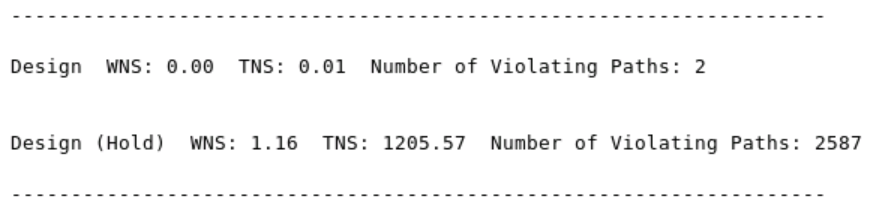 --------------------------------------------------------------------
Design  WNS: 0.00  TNS: 0.01  Number of Violating Paths: 2
Design (Hold)  WNS: 1.16  TNS: 1205.57  Number of Violating Paths: 2587
--------------------------------------------------------------------